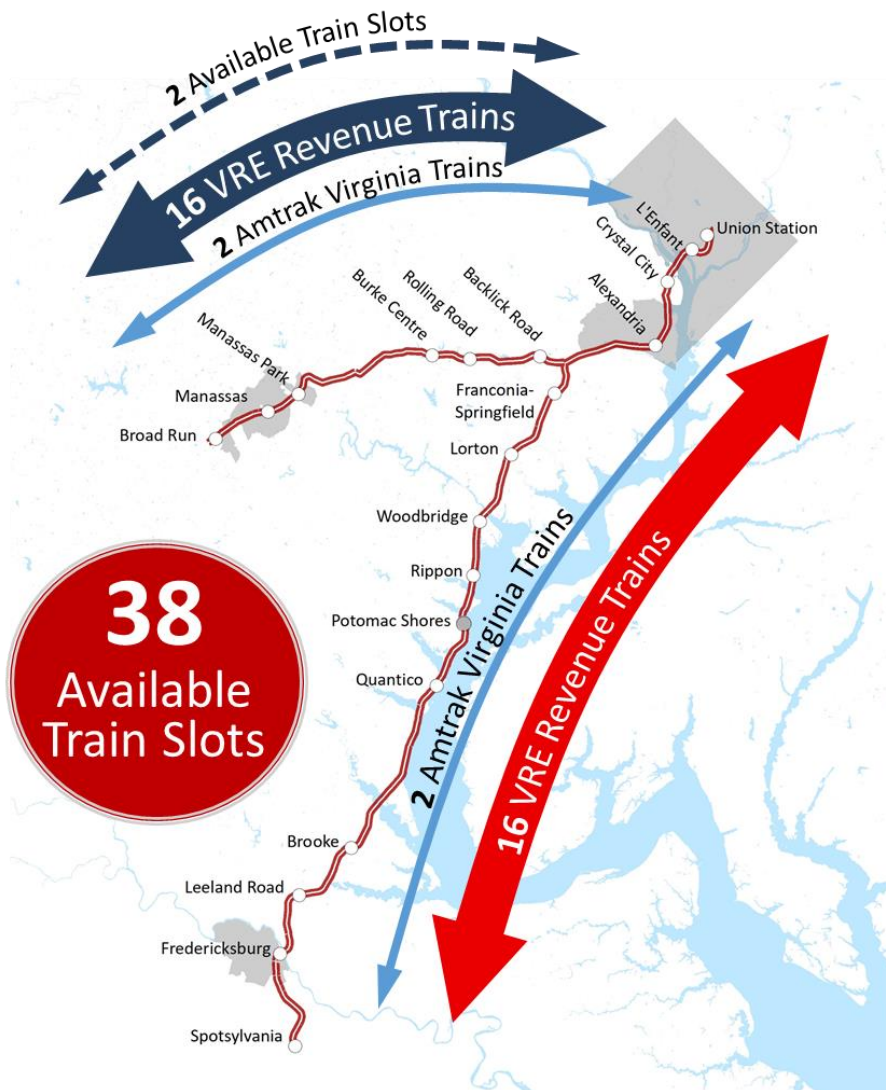 2 Available Train Slots
16 VRE Revenue Trains
2 Amtrak Virginia Trains
L'Enfant
Union Station
Crystal City
Alexandria
Backlick Road
Rolling Road
Burke Centre
Manassas Park
Manassas
Broad Run
Franconia-
Springfield
Lorton
Woodbridge
Rippon
Potomac Shores
Quantico
Brooke
Leeland Road
Fredericksburg
Spotsylvania
2 Amtrak Virginia Trains
16 VRE Revenue Trains
38
Available
Train Slots